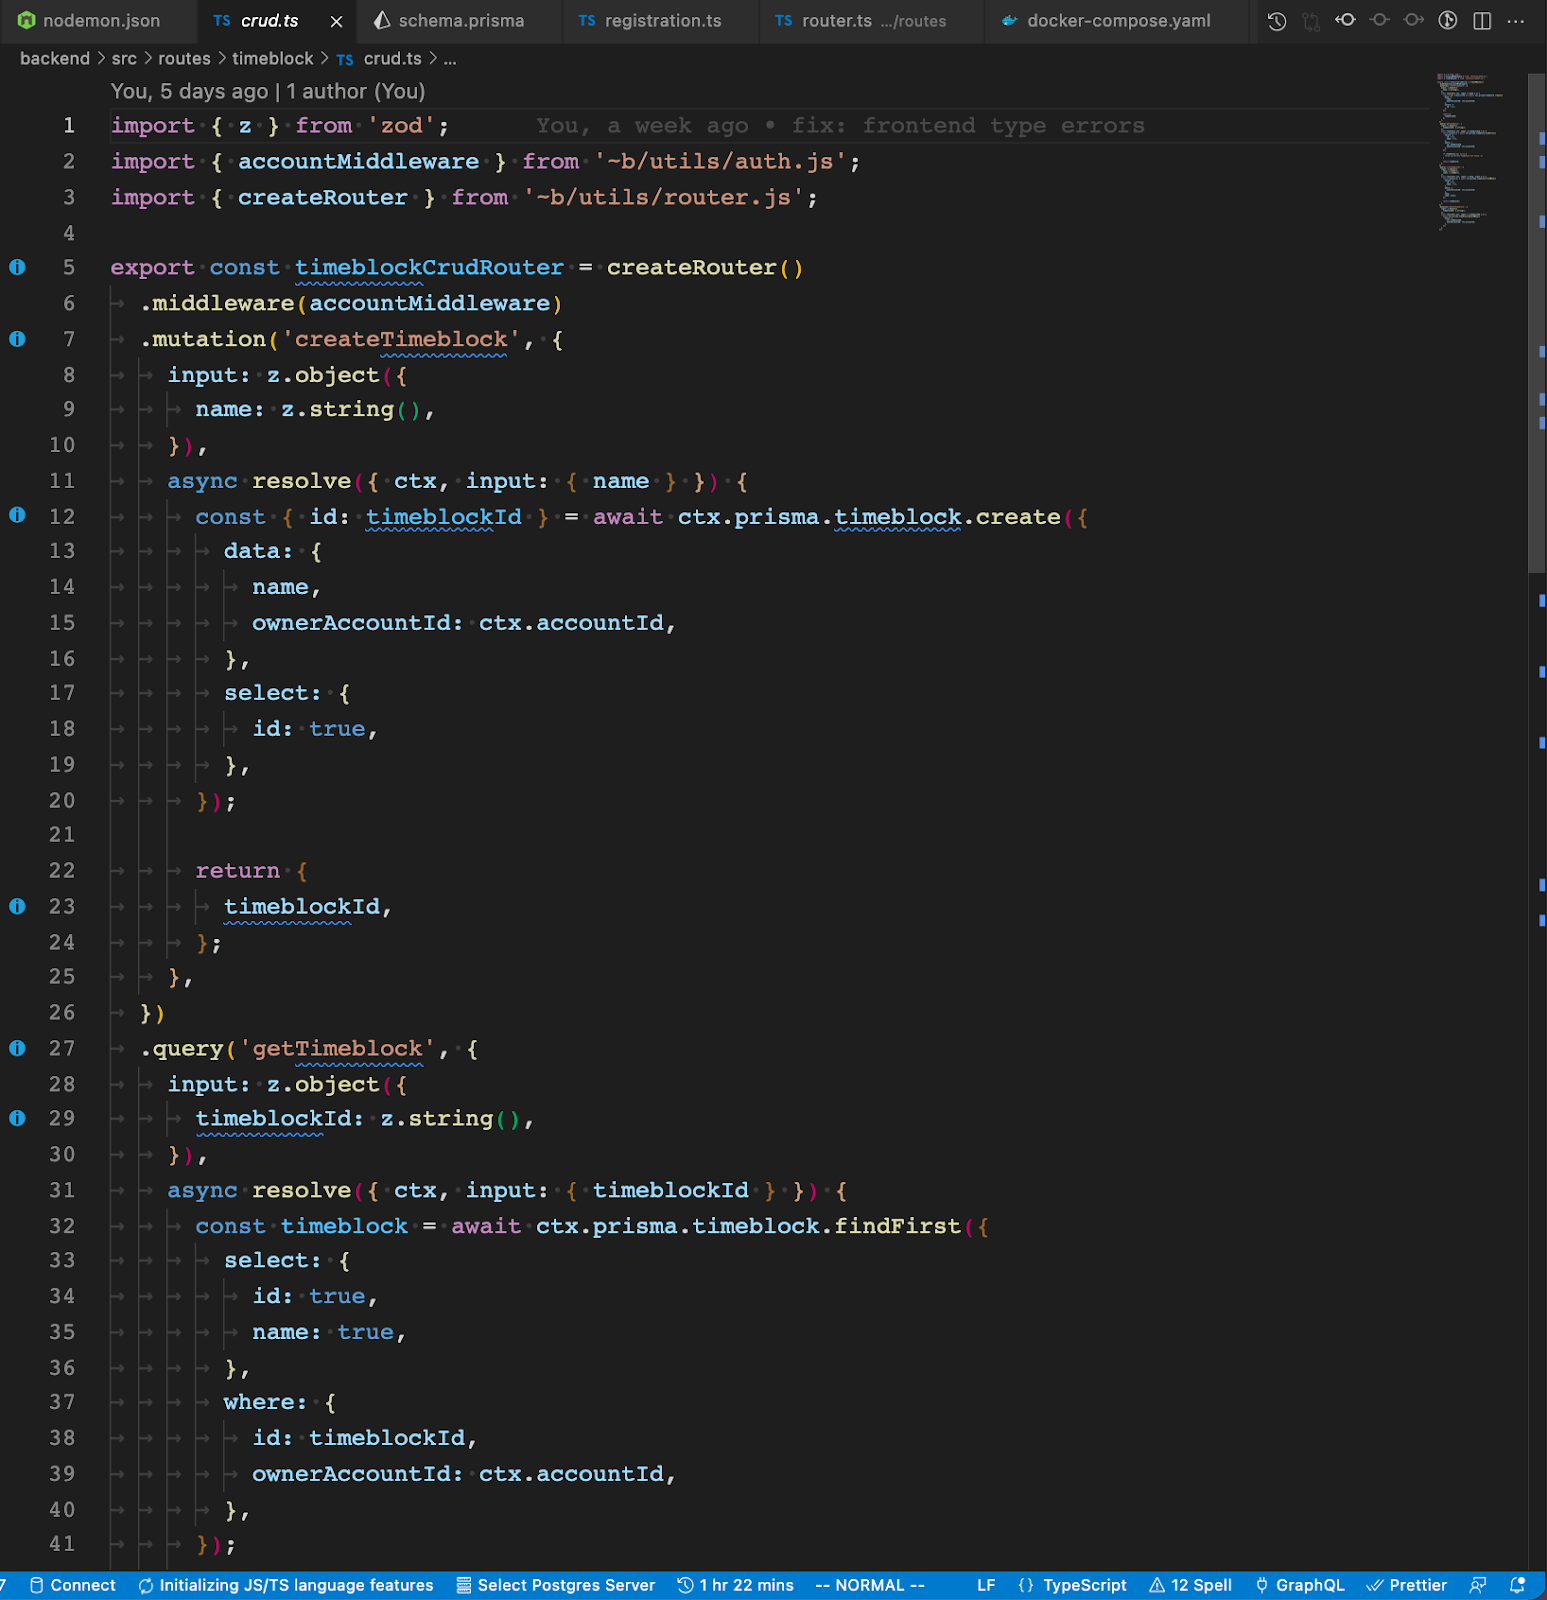 nodemon.json TS crud.ts schema.prisma TS registration.ts TS router.ts .../routes docker-compose.yaml
backend > src > routes > timeblock > TS crud.ts > ...
You, 5 days ago | 1 author (You)
1 import { z } from 'zod'; You, a week ago • fix: frontend type errors
2 import { accountMiddleware } from '~b/utils/auth.js';
3 import { createRouter } from '~b/utils/router.js';
4
5 export const timeblockCrudRouter = createRouter()
6 .middleware(accountMiddleware)
7 .mutation('createTimeblock', {
8 input: z.object({
9 name: z.string(),
10 }),
11 async resolve({ ctx, input: { name } }) {
12 const { id: timeblockId } = await ctx.prisma.timeblock.create({
13 data: {
14 name,
15 ownerAccountId: ctx.accountId,
16 },
17 select: {
18 id: true,
19 },
20 });
21
22 return {
23 timeblockId,
24 };
25 },
26 })
27 .query('getTimeblock', {
28 input: z.object({
29 timeblockId: z.string(),
30 }),
31 async resolve({ ctx, input: { timeblockId } }) {
32 const timeblock = await ctx.prisma.timeblock.findFirst({
33 select: {
34 id: true,
35 name: true,
36 },
37 where: {
38 id: timeblockId,
39 ownerAccountId: ctx.accountId,
40 },
41 });
Connect Initializing JS/TS language features Select Postgres Server 1 hr 22 mins -- NORMAL -- LF {} TypeScript 12 Spell GraphQL Prettier